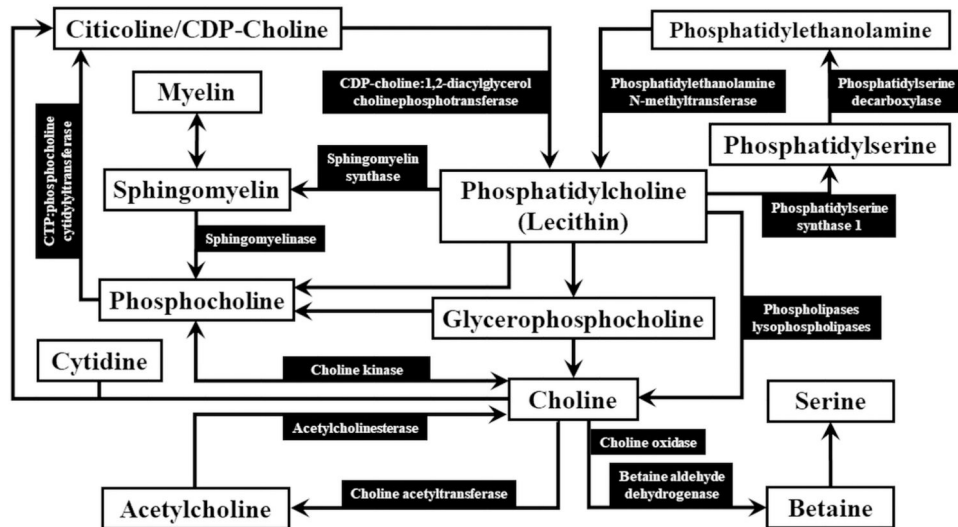 Citicoline/CDP-Choline
Phosphatidylethanolamine
CDP-choline:1,2-diacylglycerol
cholinephosphotransferase
Phosphatidylethanolamine
N-methyltransferase
Phosphatidylserine
decarboxylase
Myelin
CTP:phosphocholine
cytidyltransferase
Phosphatidylserine
Sphingomyelin
synthase
Sphingomyelin
Phosphatidylcholine
(Lecithin)
Phosphatidylserine
synthase 1
Sphingomyelinase
Phosphocholine
Glycerophosphocholine
Phospholipases
lysophospholipases
Cytidine
Choline kinase
Choline
Serine
Acetylcholinesterase
Choline oxidase
Betaine aldehyde
dehydrogenase
Choline acetyltransferase
Acetylcholine
Betaine